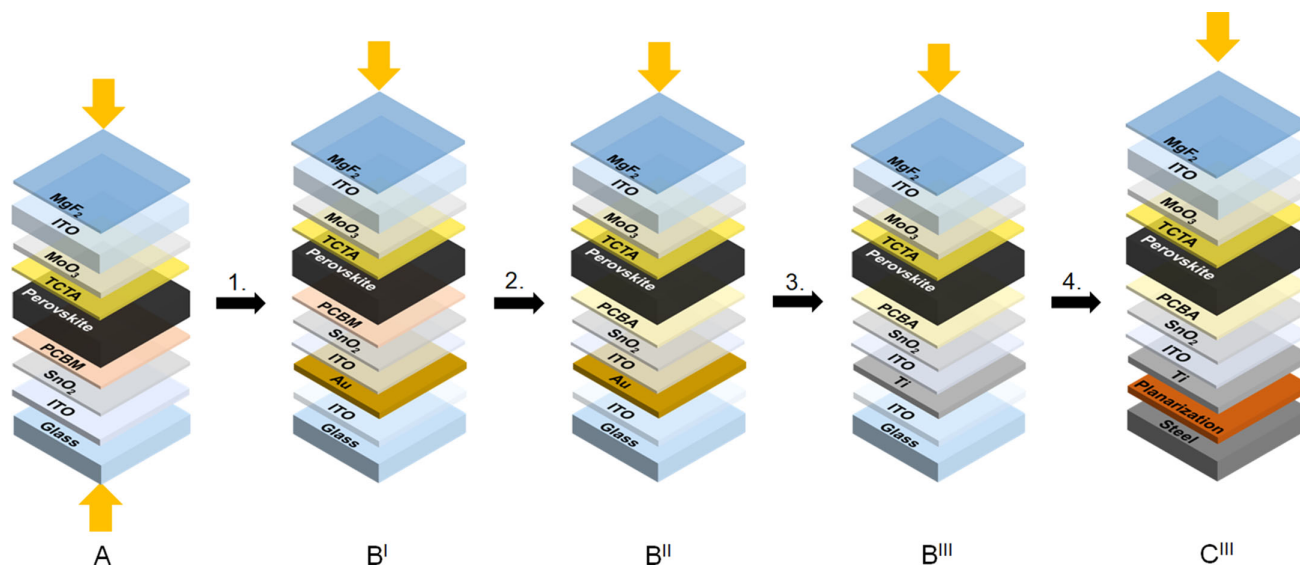 MgF₂
ITO
MoO₃
TCTA
Perovskite
PCBM
SnO₂
ITO
Glass
A
1.
MgF₂
ITO
MoO₃
TCTA
Perovskite
PCBM
SnO₂
ITO
Au
ITO
Glass
Bᴵ
2.
MgF₂
ITO
MoO₃
TCTA
Perovskite
PCBA
SnO₂
ITO
Au
ITO
Glass
Bᴵᴵ
3.
MgF₂
ITO
MoO₃
TCTA
Perovskite
PCBA
SnO₂
ITO
Ti
ITO
Glass
Bᴵᴵᴵ
4.
MgF₂
ITO
MoO₃
TCTA
Perovskite
PCBA
SnO₂
ITO
Ti
Planarization
Steel
Cᴵᴵᴵ